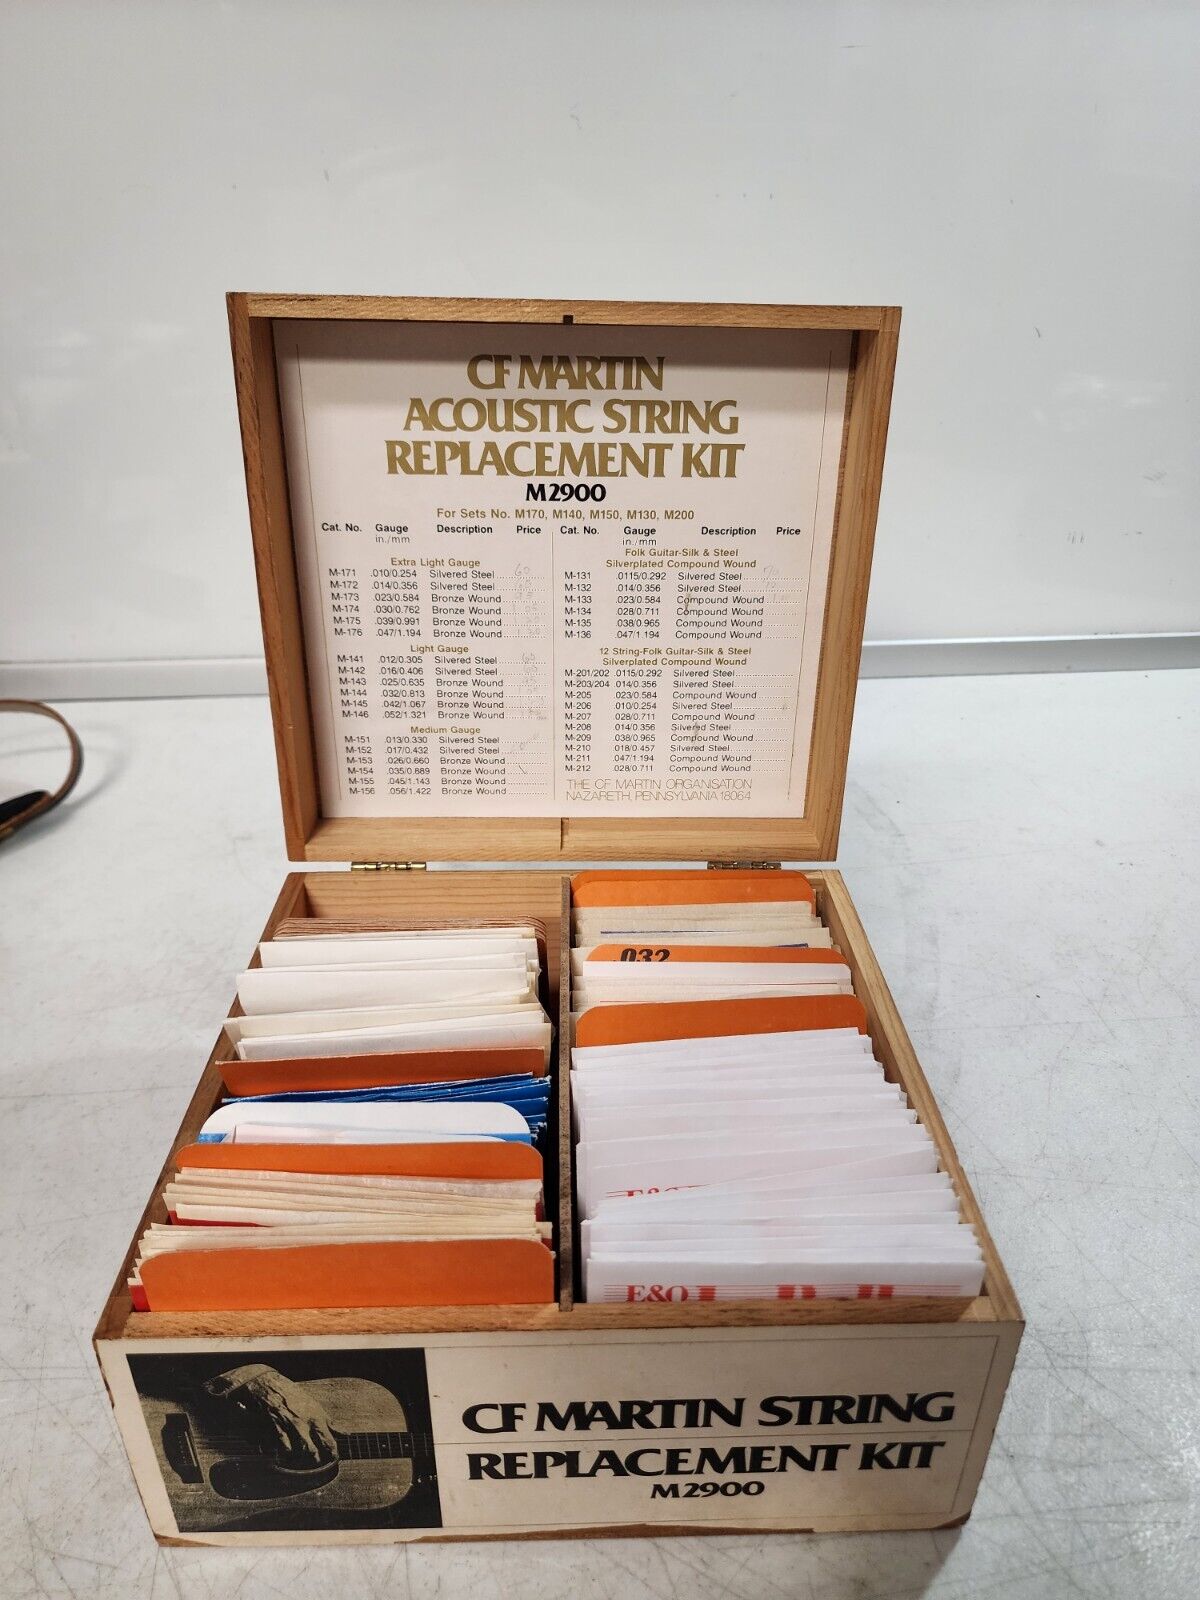 CF MARTIN
ACOUSTIC STRING
REPLACEMENT KIT
M2900
For Sets No. M170, M140, M150, M130, M200
Cat. No. Gauge Description Price
in./mm
Extra Light Gauge
M-171 .010/0.254 Silvered Steel 60
M-172 .014/0.356 Silvered Steel
M-173 .023/0.584 Bronze Wound
M-174 .030/0.762 Bronze Wound
M-175 .039/0.991 Bronze Wound
M-176 .047/1.194 Bronze Wound
Light Gauge
M-141 .012/0.305 Silvered Steel
M-142 .016/0.406 Silvered Steel
M-143 .025/0.635 Bronze Wound
M-144 .032/0.813 Bronze Wound
M-145 .042/1.067 Bronze Wound
M-146 .052/1.321 Bronze Wound
Medium Gauge
M-151 .013/0.330 Silvered Steel
M-152 .017/0.432 Silvered Steel
M-153 .026/0.660 Bronze Wound
M-154 .035/0.889 Bronze Wound
M-155 .045/1.143 Bronze Wound
M-156 .056/1.422 Bronze Wound
Cat. No. Gauge Description Price
in./mm
Folk Guitar-Silk & Steel
Silverplated Compound Wound
M-131 .0115/0.292 Silvered Steel 70
M-132 .014/0.356 Silvered Steel
M-133 .023/0.584 Compound Wound
M-134 .028/0.711 Compound Wound
M-135 .038/0.965 Compound Wound
M-136 .047/1.194 Compound Wound
12 String-Folk Guitar-Silk & Steel
Silverplated Compound Wound
M-201/202 .0115/0.292 Silvered Steel
M-203/204 .014/0.356 Silvered Steel
M-205 .023/0.584 Compound Wound
M-206 .010/0.254 Silvered Steel
M-207 .028/0.711 Compound Wound
M-208 .014/0.356 Silvered Steel
M-209 .038/0.965 Compound Wound
M-210 .018/0.457 Silvered Steel
M-211 .047/1.194 Compound Wound
M-212 .028/0.711 Compound Wound
THE CF MARTIN ORGANISATION
NAZARETH, PENNSYLVANIA 18064
.032
E&O
E&O
CF MARTIN STRING
REPLACEMENT KIT
M2900